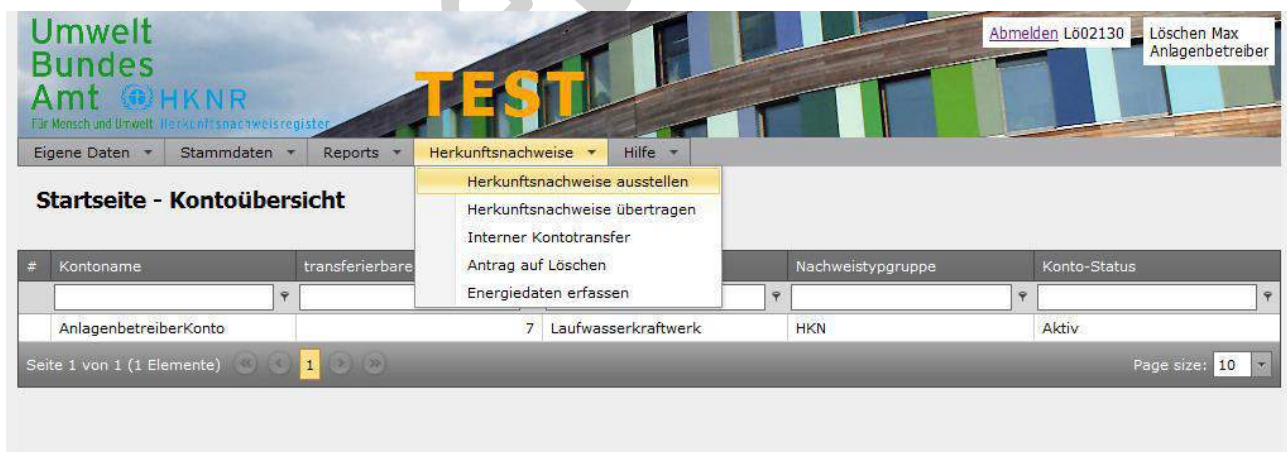 Umwelt
Bundes
Amt HKNR
Für Mensch und Umwelt Herkunftsnachweisregister
TEST
Abmelden Lö02130
Löschen Max
Anlagenbetreiber
Eigene Daten Stammdaten Reports Herkunftsnachweise Hilfe
Herkunftsnachweise ausstellen
Herkunftsnachweise übertragen
Interner Kontotransfer
Antrag auf Löschen
Energiedaten erfassen
Startseite - Kontoübersicht
# Kontoname transferierbare Nachweistypgruppe Konto-Status
AnlagenbetreiberKonto 7 Laufwasserkraftwerk HKN Aktiv
Seite 1 von 1 (1 Elemente) 1 Page size: 10